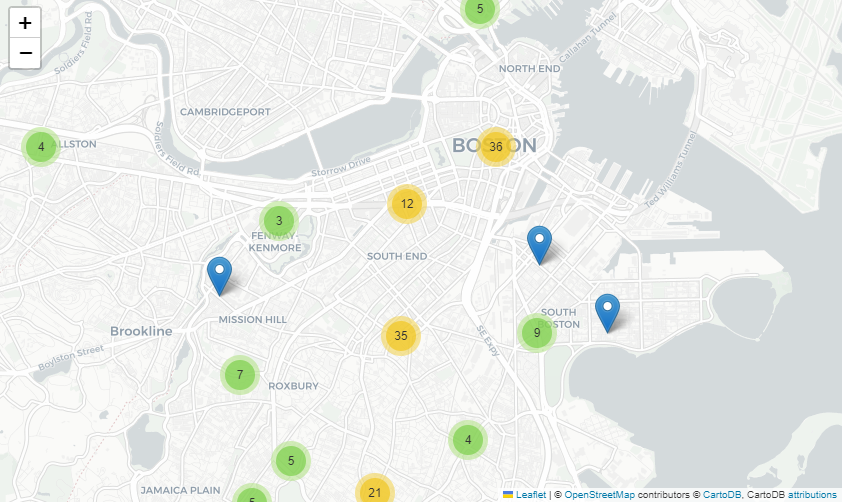 +
−
5
Soldiers Field Rd
Callahan Tunnel
NORTH END
CAMBRIDGEPORT
4
ALLSTON
Soldiers Field Rd
BOSTON
36
Storrow Drive
Ted Williams Tunnel
12
3
FENWAY-
KENMORE
SOUTH END
SOUTH
BOSTON
MISSION HILL
Brookline
35
9
SE Expy
Boylston Street
7
ROXBURY
4
5
JAMAICA PLAIN
21
5
Leaflet | © OpenStreetMap contributors © CartoDB, CartoDB attributions